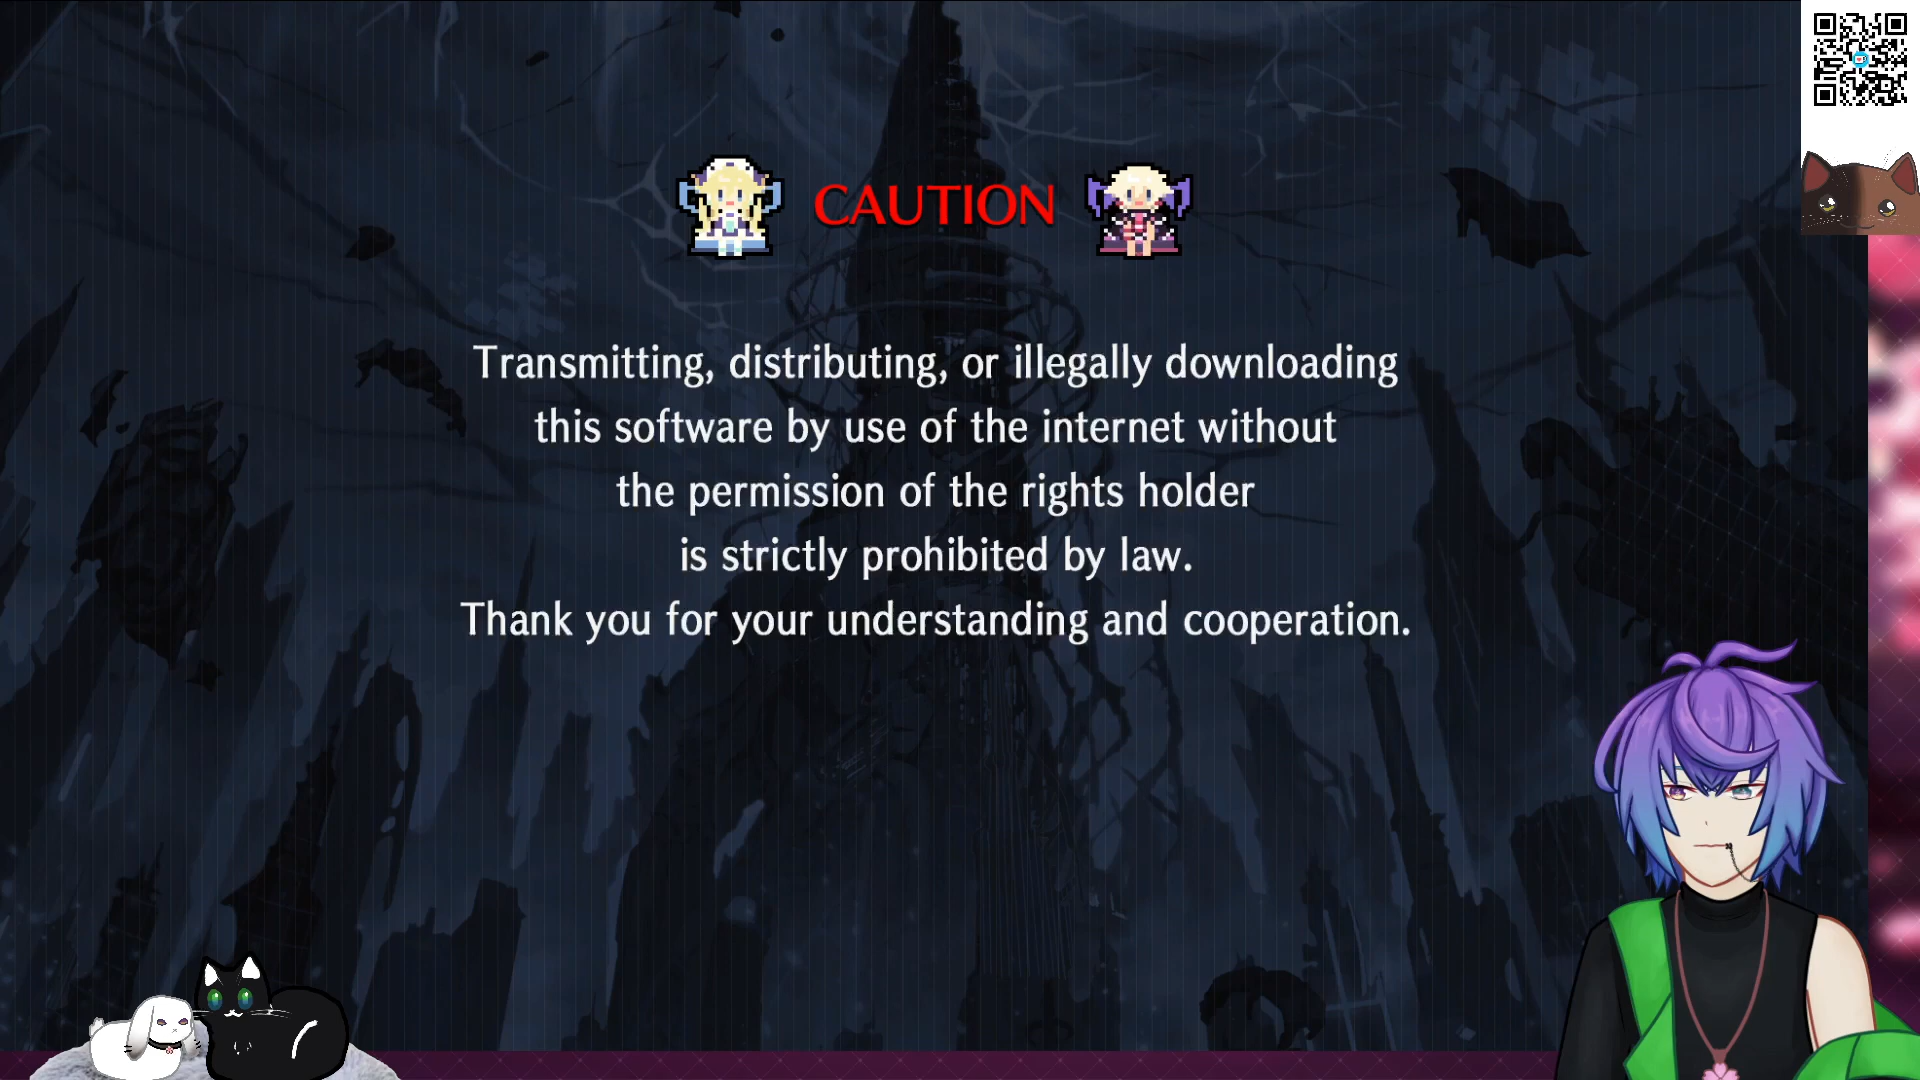 CAUTION
Transmitting, distributing, or illegally downloading
this software by use of the internet without
the permission of the rights holder
is strictly prohibited by law.
Thank you for your understanding and cooperation.